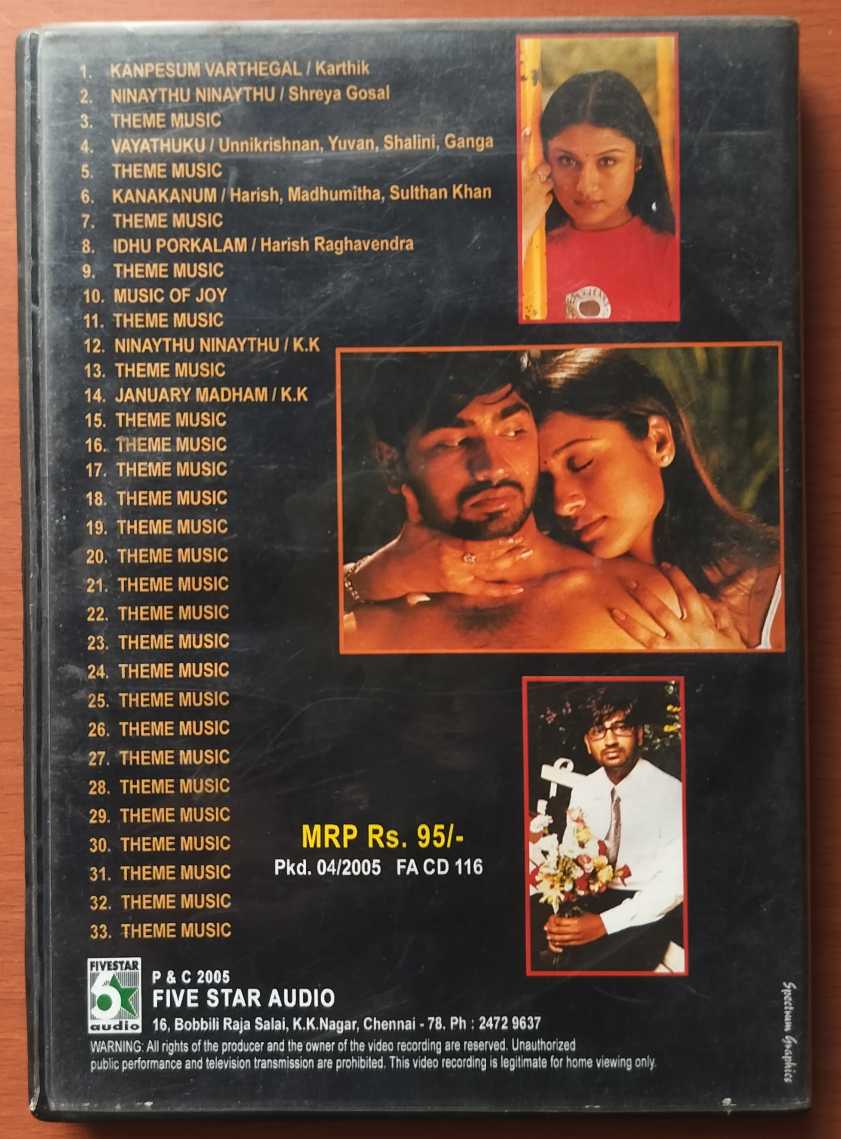 1. KANPESUM VARTHEGAL / Karthik
2. NINAYTHU NINAYTHU / Shreya Gosal
3. THEME MUSIC
4. VAYATHUKU / Unnikrishnan, Yuvan, Shalini, Ganga
5. THEME MUSIC
6. KANAKANUM / Harish, Madhumitha, Sulthan Khan
7. THEME MUSIC
8. IDHU PORKALAM / Harish Raghavendra
9. THEME MUSIC
10. MUSIC OF JOY
11. THEME MUSIC
12. NINAYTHU NINAYTHU / K.K
13. THEME MUSIC
14. JANUARY MADHAM / K.K
15. THEME MUSIC
16. THEME MUSIC
17. THEME MUSIC
18. THEME MUSIC
19. THEME MUSIC
20. THEME MUSIC
21. THEME MUSIC
22. THEME MUSIC
23. THEME MUSIC
24. THEME MUSIC
25. THEME MUSIC
26. THEME MUSIC
27. THEME MUSIC
28. THEME MUSIC
29. THEME MUSIC
30. THEME MUSIC
31. THEME MUSIC
32. THEME MUSIC
33. THEME MUSIC
MRP Rs. 95/-
Pkd. 04/2005 FA CD 116
FIVESTAR
audio
P & C 2005
FIVE STAR AUDIO
16, Bobbili Raja Salai, K.K.Nagar, Chennai - 78. Ph : 2472 9637
WARNING: All rights of the producer and the owner of the video recording are reserved. Unauthorized
public performance and television transmission are prohibited. This video recording is legitimate for home viewing only.
Spectrum Graphics